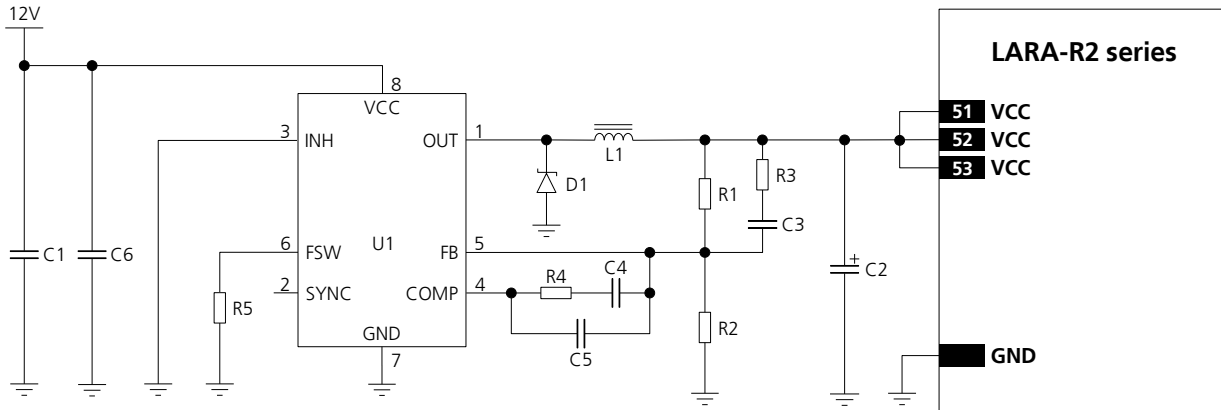 12V
LARA-R2 series
8
VCC
51 VCC
3 INH
OUT 1
52 VCC
L1
53 VCC
D1
R1
R3
C3
C1
C6
6 FSW
U1
FB 5
C4
C2
R4
2 SYNC
COMP 4
R5
R2
GND
C5
7
GND
+